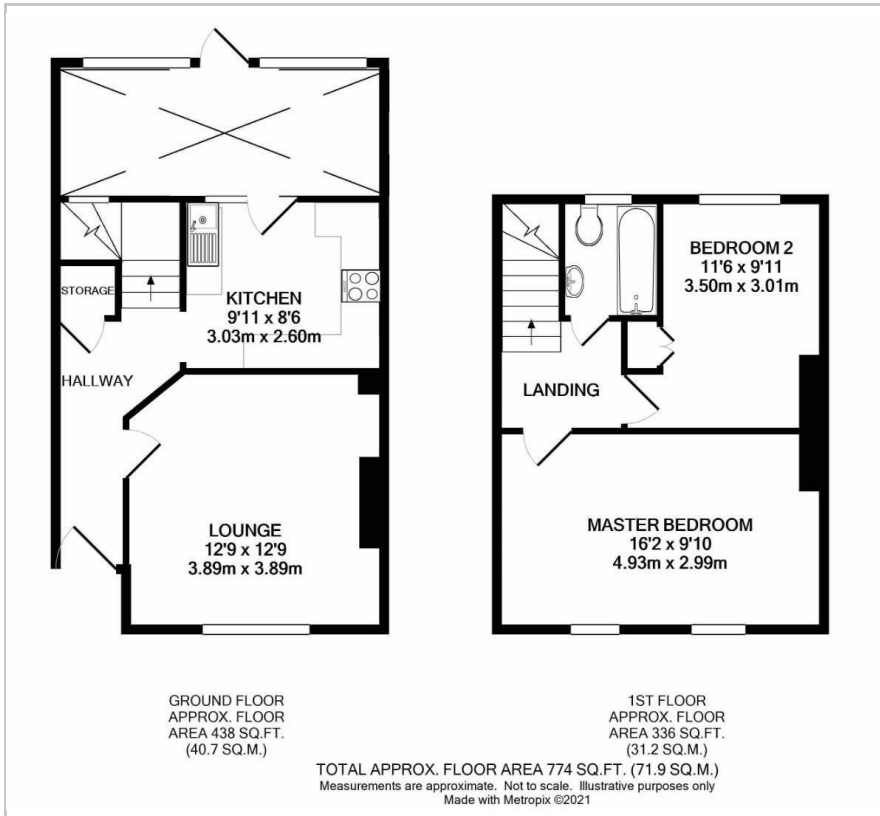 STORAGE
KITCHEN
9'11 x 8'6
3.03m x 2.60m
HALLWAY
LOUNGE
12'9 x 12'9
3.89m x 3.89m
GROUND FLOOR
APPROX. FLOOR
AREA 438 SQ.FT.
(40.7 SQ.M.)
BEDROOM 2
11'6 x 9'11
3.50m x 3.01m
LANDING
MASTER BEDROOM
16'2 x 9'10
4.93m x 2.99m
1ST FLOOR
APPROX. FLOOR
AREA 336 SQ.FT.
(31.2 SQ.M.)
TOTAL APPROX. FLOOR AREA 774 SQ.FT. (71.9 SQ.M.)
Measurements are approximate. Not to scale. Illustrative purposes only
Made with Metropix ©2021